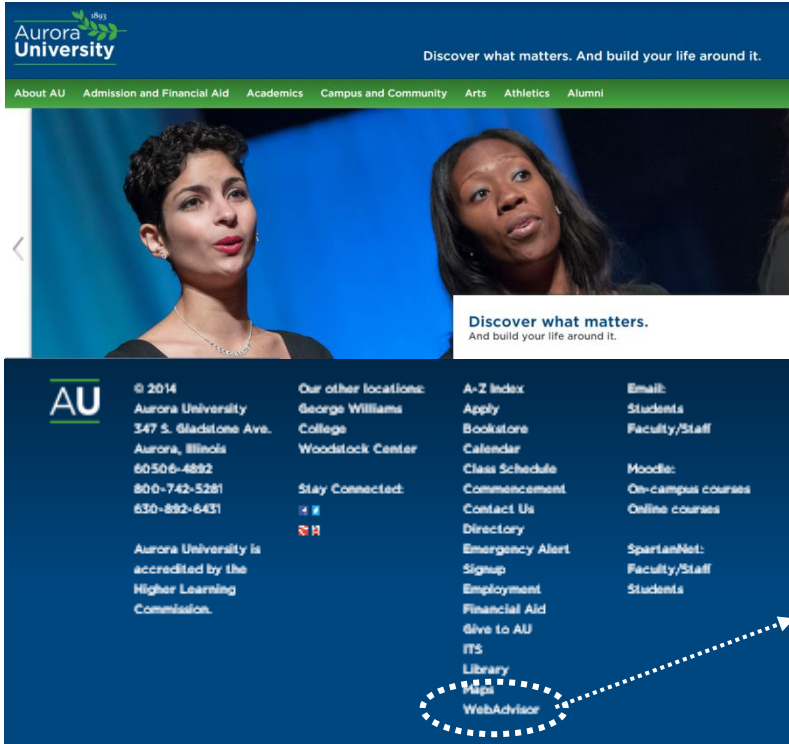 1893
Aurora
University
Discover what matters. And build your life around it.
About AU Admission and Financial Aid Academics Campus and Community Arts Athletics Alumni
Discover what matters.
And build your life around it.
AU
© 2014
Aurora University
347 S. Gladstone Ave.
Aurora, Illinois
60506-4892
800-742-5281
630-892-6431
Aurora University is
accredited by the
Higher Learning
Commission.
Our other locations:
George Williams
College
Woodstock Center
Stay Connected:
A-Z Index
Apply
Bookstore
Calendar
Class Schedule
Commencement
Contact Us
Directory
Emergency Alert
Signup
Employment
Financial Aid
Give to AU
ITS
Library
Maps
WebAdvisor
Email:
Students
Faculty/Staff
Moodle:
On-campus courses
Online courses
SpartanNet:
Faculty/Staff
Students